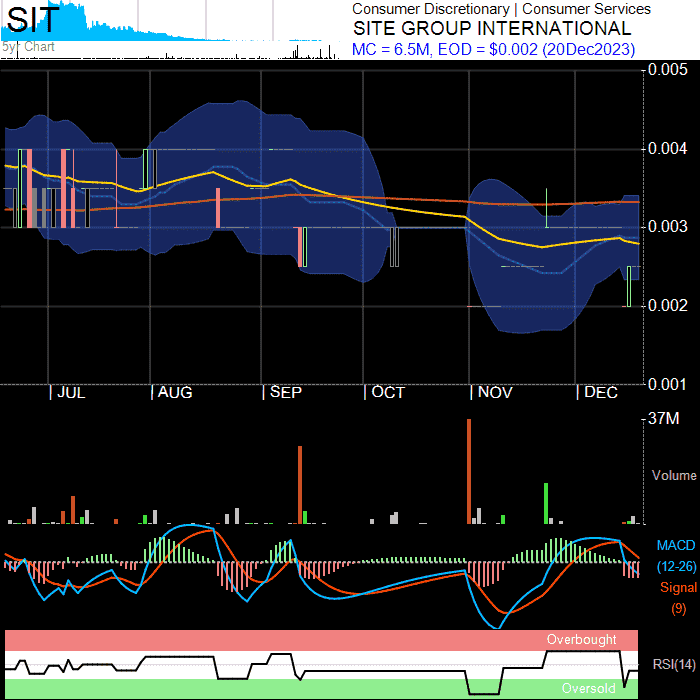 SIT
5yr Chart
Consumer Discretionary | Consumer Services
SITE GROUP INTERNATIONAL
MC = 6.5M, EOD = $0.002 (20Dec2023)
0.005
0.004
0.003
0.002
0.001
| JUL | AUG | SEP | OCT | NOV | DEC
37M
Volume
MACD
(12-26)
Signal
(9)
Overbought
RSI(14)
Oversold